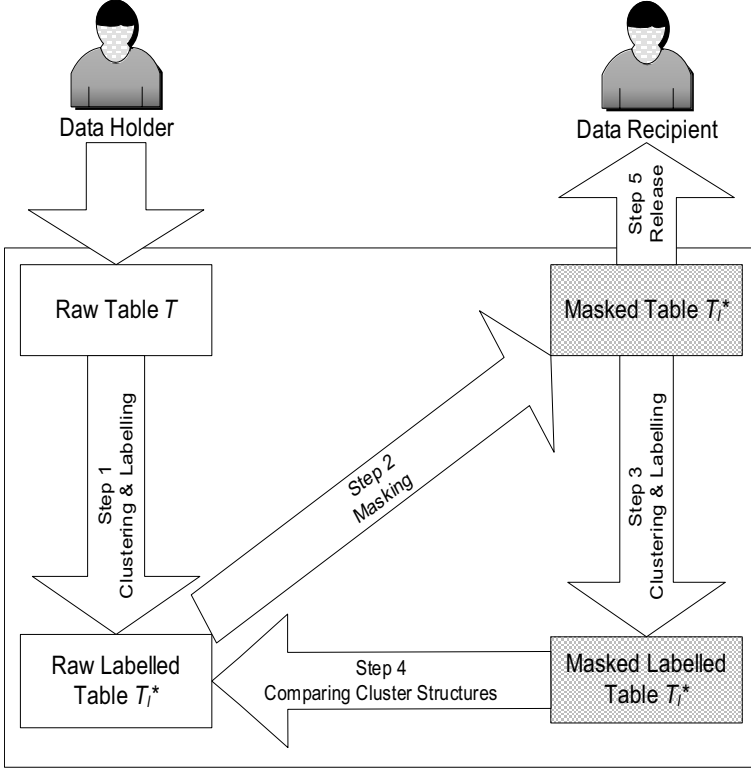 Data Holder
Data Recipient
Step 5
Release
Raw Table T
Masked Table Tl*
Step 1
Clustering & Labelling
Step 2
Masking
Step 3
Clustering & Labelling
Raw Labelled
Table Tl*
Step 4
Comparing Cluster Structures
Masked Labelled
Table Tl*